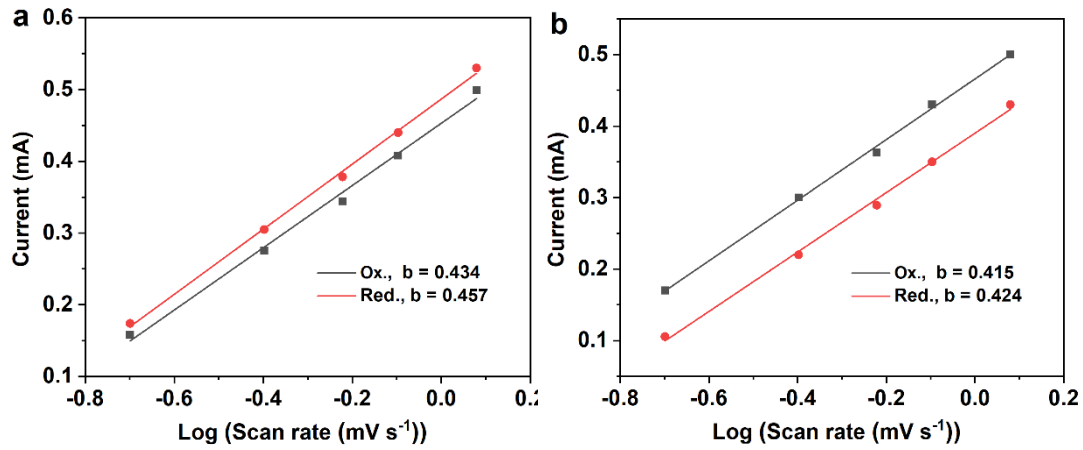 a
0.6
0.5
0.4
0.3
0.2
0.1
Current (mA)
Ox., b = 0.434
Red., b = 0.457
-0.8 -0.6 -0.4 -0.2 0.0 0.2
Log (Scan rate (mV s⁻¹))
b
0.5
0.4
0.3
0.2
0.1
Current (mA)
Ox., b = 0.415
Red., b = 0.424
-0.8 -0.6 -0.4 -0.2 0.0 0.2
Log (Scan rate (mV s⁻¹))